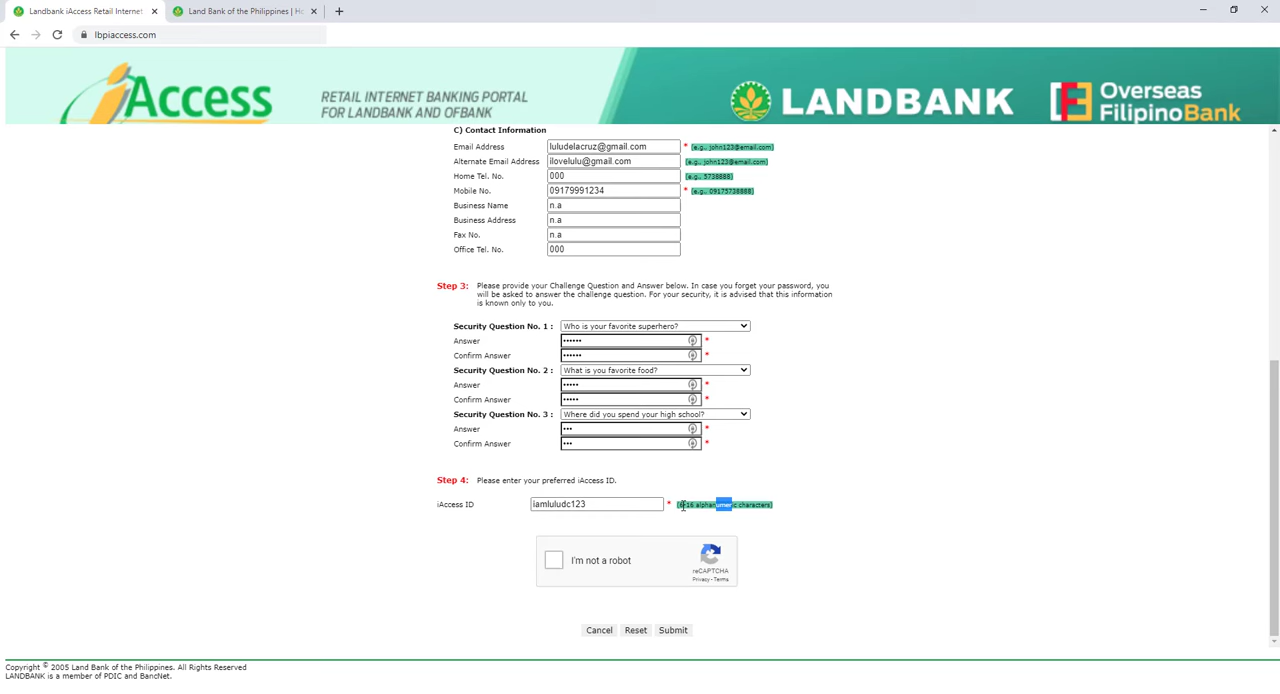 Landbank iAccess Retail Internet
Land Bank of the Philippines | Ho
lbpiaccess.com
iAccess
RETAIL INTERNET BANKING PORTAL
FOR LANDBANK AND OFBANK
LANDBANK
Overseas
FilipinoBank
C) Contact Information
Email Address luludelacruz@gmail.com * [e.g., john123@email.com]
Alternate Email Address ilovelulu@gmail.com [e.g., john123@email.com]
Home Tel. No. 000 [e.g., 5738888]
Mobile No. 09179991234 * [e.g., 09175738888]
Business Name n.a
Business Address n.a
Fax No. n.a
Office Tel. No. 000
Step 3: Please provide your Challenge Question and Answer below. In case you forget your password, you
will be asked to answer the challenge question. For your security, it is advised that this information
is known only to you.
Security Question No. 1 : Who is your favorite superhero?
Answer •••••• *
Confirm Answer •••••• *
Security Question No. 2 : What is you favorite food?
Answer ••••• *
Confirm Answer ••••• *
Security Question No. 3 : Where did you spend your high school?
Answer ••• *
Confirm Answer ••• *
Step 4: Please enter your preferred iAccess ID.
iAccess ID iamluludc123 * [6-16 alphanumeric characters]
I'm not a robot
reCAPTCHA
Privacy - Terms
Cancel Reset Submit
Copyright © 2005 Land Bank of the Philippines. All Rights Reserved
LANDBANK is a member of PDIC and BancNet.